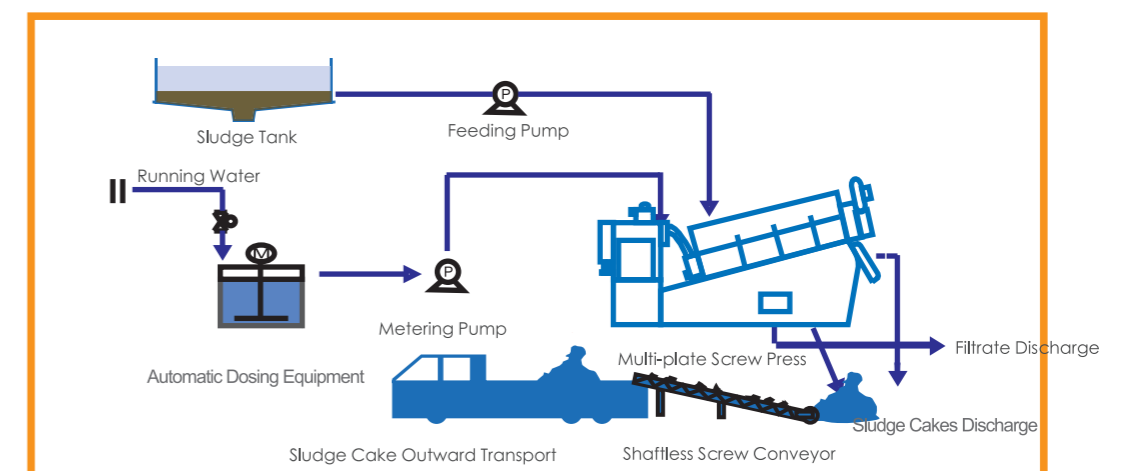 P
Sludge Tank
Feeding Pump
Running Water
M
P
Metering Pump
Automatic Dosing Equipment
Multi-plate Screw Press
Filtrate Discharge
Sludge Cakes Discharge
Sludge Cake Outward Transport
Shaftless Screw Conveyor